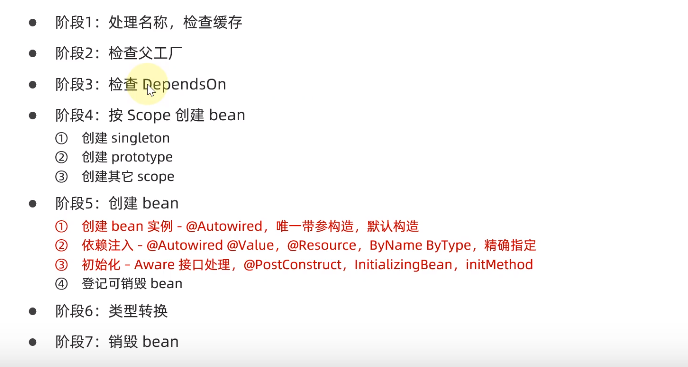 ● 阶段1：处理名称，检查缓存
● 阶段2：检查父工厂
● 阶段3：检查 DependsOn
● 阶段4：按 Scope 创建 bean
① 创建 singleton
② 创建 prototype
③ 创建其它 scope
● 阶段5：创建 bean
① 创建 bean 实例 - @Autowired，唯一带参构造，默认构造
② 依赖注入 - @Autowired @Value，@Resource，ByName ByType，精确指定
③ 初始化 – Aware 接口处理，@PostConstruct，InitializingBean，initMethod
④ 登记可销毁 bean
● 阶段6：类型转换
● 阶段7：销毁 bean